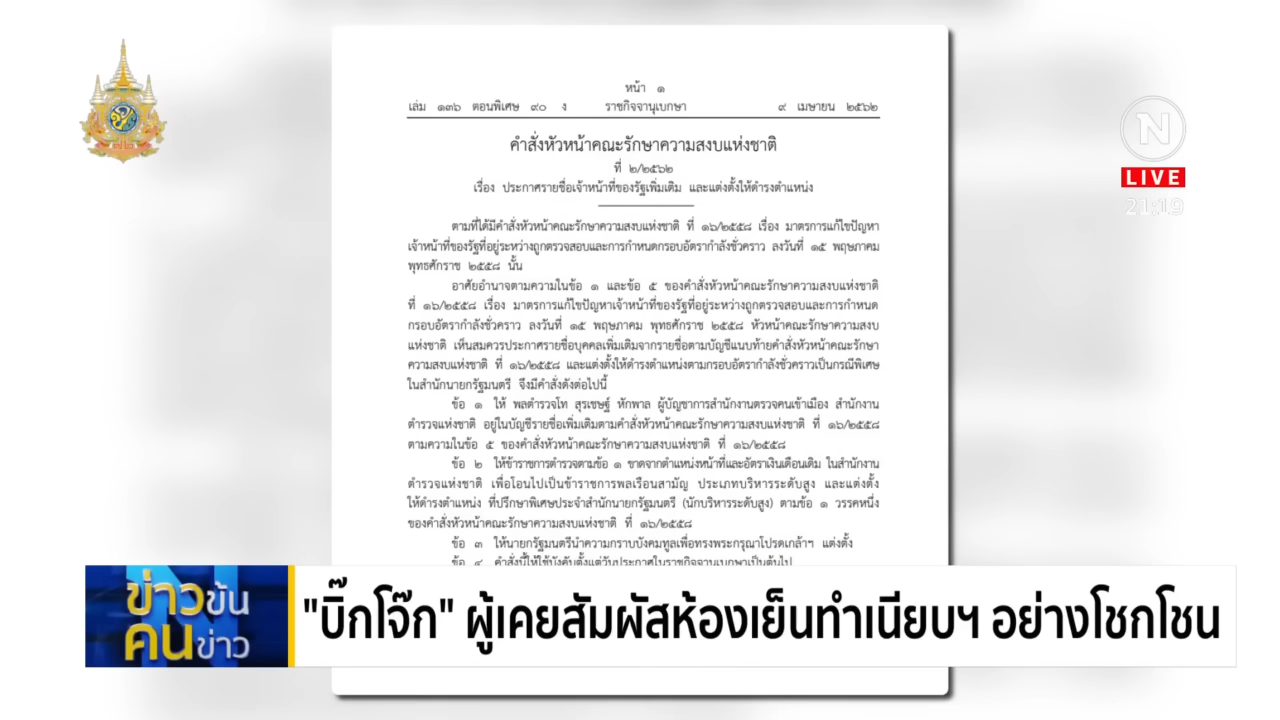 หน้า ๑
เล่ม ๑๓๖ ตอนพิเศษ ๙๐ ง ราชกิจจานุเบกษา ๙ เมษายน ๒๕๖๒
คำสั่งหัวหน้าคณะรักษาความสงบแห่งชาติ
ที่ ๒/๒๕๖๒
เรื่อง ประกาศรายชื่อเจ้าหน้าที่ของรัฐเพิ่มเติม และแต่งตั้งให้ดำรงตำแหน่ง
N
LIVE
21:19
ตามที่ได้มีคำสั่งหัวหน้าคณะรักษาความสงบแห่งชาติ ที่ ๑๖/๒๕๕๘ เรื่อง มาตรการแก้ไขปัญหา
เจ้าหน้าที่ของรัฐที่อยู่ระหว่างถูกตรวจสอบและการกำหนดกรอบอัตรากำลังชั่วคราว ลงวันที่ ๑๕ พฤษภาคม
พุทธศักราช ๒๕๕๘ นั้น
อาศัยอำนาจตามความในข้อ ๑ และข้อ ๕ ของคำสั่งหัวหน้าคณะรักษาความสงบแห่งชาติ
ที่ ๑๖/๒๕๕๘ เรื่อง มาตรการแก้ไขปัญหาเจ้าหน้าที่ของรัฐที่อยู่ระหว่างถูกตรวจสอบและการกำหนด
กรอบอัตรากำลังชั่วคราว ลงวันที่ ๑๕ พฤษภาคม พุทธศักราช ๒๕๕๘ หัวหน้าคณะรักษาความสงบ
แห่งชาติ เห็นสมควรประกาศรายชื่อบุคคลเพิ่มเติมจากรายชื่อตามบัญชีแนบท้ายคำสั่งหัวหน้าคณะรักษา
ความสงบแห่งชาติ ที่ ๑๖/๒๕๕๘ และแต่งตั้งให้ดำรงตำแหน่งตามกรอบอัตรากำลังชั่วคราวเป็นกรณีพิเศษ
ในสำนักนายกรัฐมนตรี จึงมีคำสั่งดังต่อไปนี้
ข้อ ๑ ให้ พลตำรวจโท สุรเชษฐ์ หักพาล ผู้บัญชาการสำนักงานตรวจคนเข้าเมือง สำนักงาน
ตำรวจแห่งชาติ อยู่ในบัญชีรายชื่อเพิ่มเติมตามคำสั่งหัวหน้าคณะรักษาความสงบแห่งชาติ ที่ ๑๖/๒๕๕๘
ตามความในข้อ ๕ ของคำสั่งหัวหน้าคณะรักษาความสงบแห่งชาติ ที่ ๑๖/๒๕๕๘
ข้อ ๒ ให้ข้าราชการตำรวจตามข้อ ๑ ขาดจากตำแหน่งหน้าที่และอัตราเงินเดือนเดิม ในสำนักงาน
ตำรวจแห่งชาติ เพื่อโอนไปเป็นข้าราชการพลเรือนสามัญ ประเภทบริหารระดับสูง และแต่งตั้ง
ให้ดำรงตำแหน่ง ที่ปรึกษาพิเศษประจำสำนักนายกรัฐมนตรี (นักบริหารระดับสูง) ตามข้อ ๑ วรรคหนึ่ง
ของคำสั่งหัวหน้าคณะรักษาความสงบแห่งชาติ ที่ ๑๖/๒๕๕๘
ข้อ ๓ ให้นายกรัฐมนตรีนำความกราบบังคมทูลเพื่อทรงพระกรุณาโปรดเกล้าฯ แต่งตั้ง
ข้อ ๔ คำสั่งนี้ให้ใช้บังคับตั้งแต่วันประกาศในราชกิจจานุเบกษาเป็นต้นไป
ข่าวข้น
คนข่าว
"บิ๊กโจ๊ก" ผู้เคยสัมผัสห้องเย็นทำเนียบฯ อย่างโชกโชน